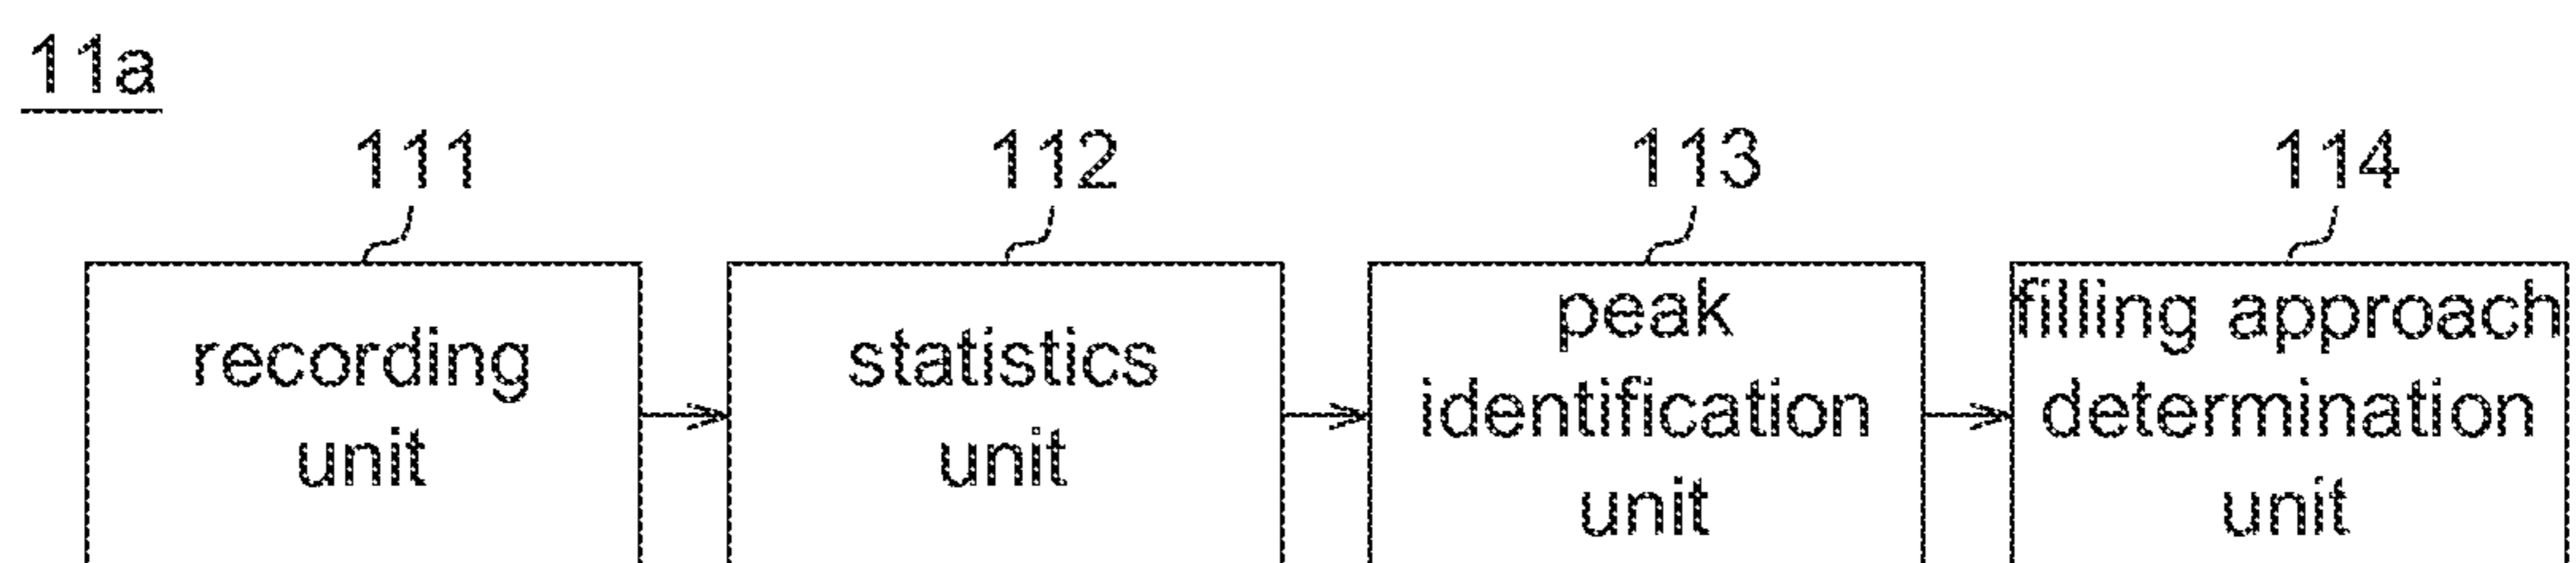 11a
111
112
113
114
recording
unit
statistics
unit
peak
identification
unit
filling approach
determination
unit